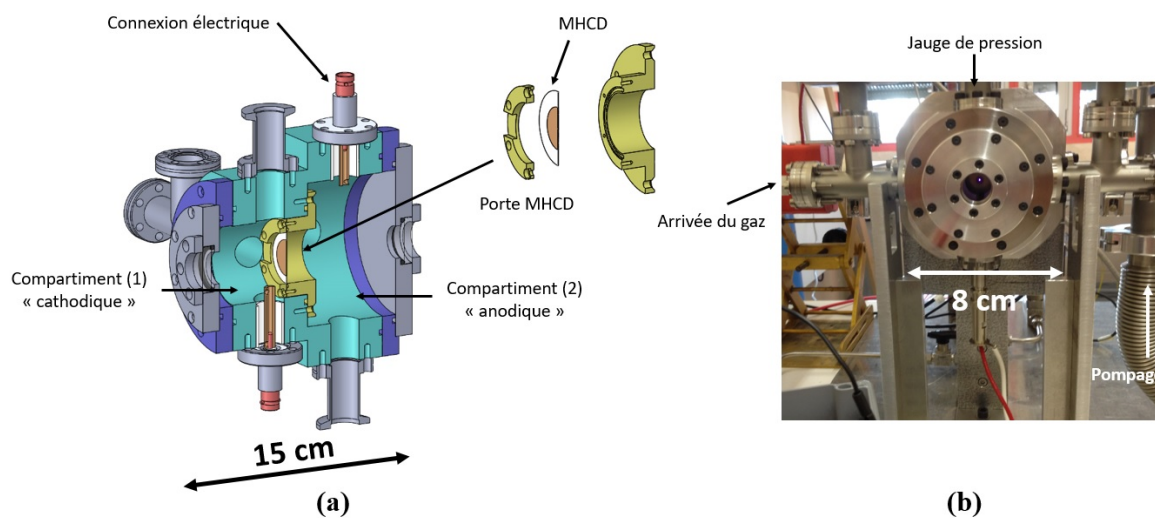 Connexion électrique
MHCD
Porte MHCD
Compartiment (1)
« cathodique »
Compartiment (2)
« anodique »
15 cm
(a)
Jauge de pression
Arrivée du gaz
8 cm
Pompage
(b)